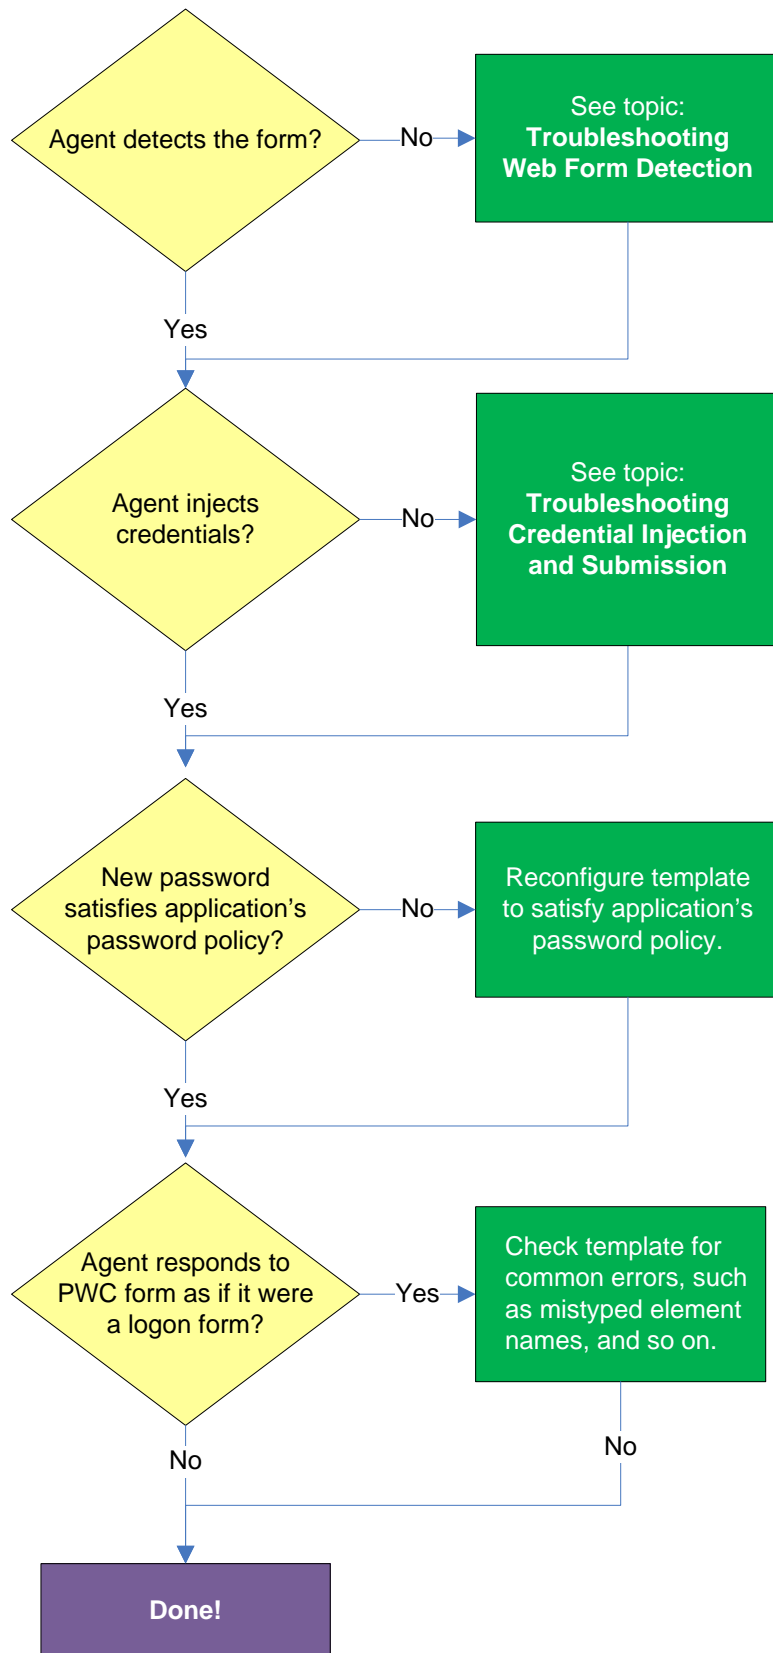 Agent detects the form?
No
See topic:
Troubleshooting
Web Form Detection
Yes
Agent injects
credentials?
No
See topic:
Troubleshooting
Credential Injection
and Submission
Yes
New password
satisfies application’s
password policy?
No
Reconfigure template
to satisfy application’s
password policy.
Yes
Agent responds to
PWC form as if it were
a logon form?
Yes
Check template for
common errors, such
as mistyped element
names, and so on.
No
No
Done!